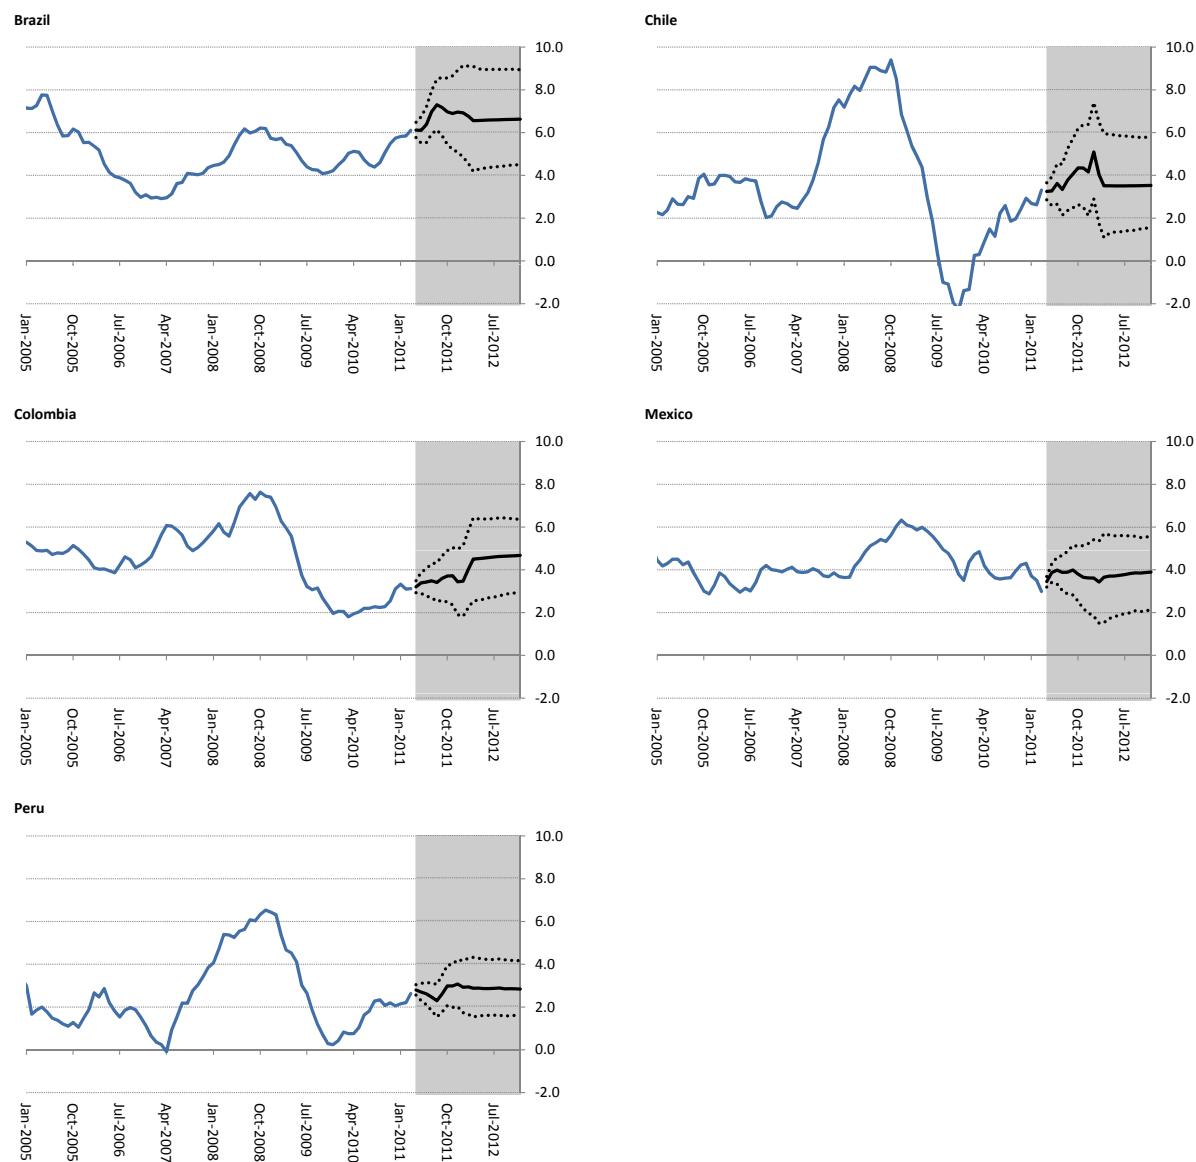 Brazil
10.0
8.0
6.0
4.0
2.0
0.0
-2.0
Jan-2005
Oct-2005
Jul-2006
Apr-2007
Jan-2008
Oct-2008
Jul-2009
Apr-2010
Jan-2011
Oct-2011
Jul-2012
Chile
10.0
8.0
6.0
4.0
2.0
0.0
-2.0
Jan-2005
Oct-2005
Jul-2006
Apr-2007
Jan-2008
Oct-2008
Jul-2009
Apr-2010
Jan-2011
Oct-2011
Jul-2012
Colombia
10.0
8.0
6.0
4.0
2.0
0.0
-2.0
Jan-2005
Oct-2005
Jul-2006
Apr-2007
Jan-2008
Oct-2008
Jul-2009
Apr-2010
Jan-2011
Oct-2011
Jul-2012
Mexico
10.0
8.0
6.0
4.0
2.0
0.0
-2.0
Jan-2005
Oct-2005
Jul-2006
Apr-2007
Jan-2008
Oct-2008
Jul-2009
Apr-2010
Jan-2011
Oct-2011
Jul-2012
Peru
10.0
8.0
6.0
4.0
2.0
0.0
-2.0
Jan-2005
Oct-2005
Jul-2006
Apr-2007
Jan-2008
Oct-2008
Jul-2009
Apr-2010
Jan-2011
Oct-2011
Jul-2012